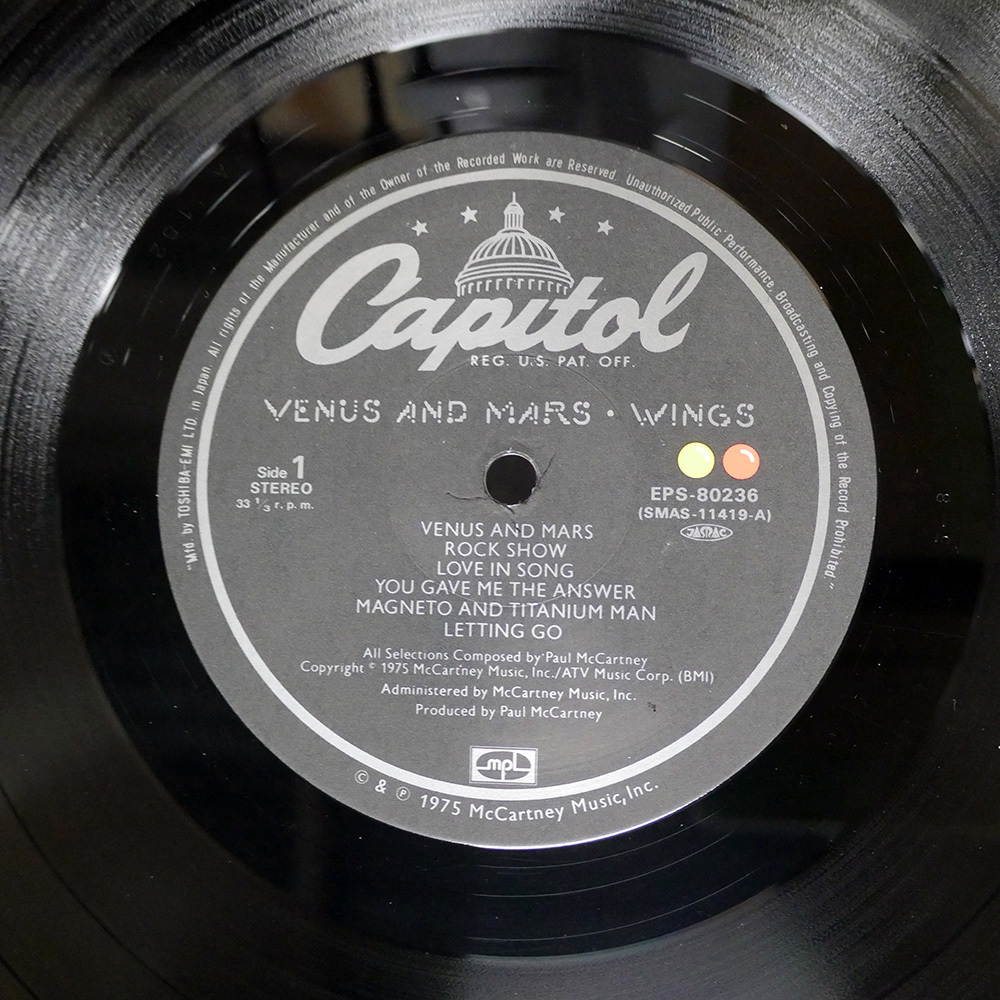 "Mfd. by TOSHIBA-EMI LTD. in Japan. All rights of the Manufacturer and of the Owner of the Recorded Work are Reserved. Unauthorized Public Performance, Broadcasting and Copying of the Record Prohibited."
Capitol
REG. U.S. PAT. OFF.
VENUS AND MARS • WINGS
Side 1
STEREO
33 1/3 r. p. m.
EPS-80236
(SMAS-11419-A)
JASRAC
VENUS AND MARS
ROCK SHOW
LOVE IN SONG
YOU GAVE ME THE ANSWER
MAGNETO AND TITANIUM MAN
LETTING GO
All Selections Composed by Paul McCartney
Copyright © 1975 McCartney Music, Inc./ATV Music Corp. (BMI)
Administered by McCartney Music, Inc.
Produced by Paul McCartney
mpl
© & ℗ 1975 McCartney Music, Inc.